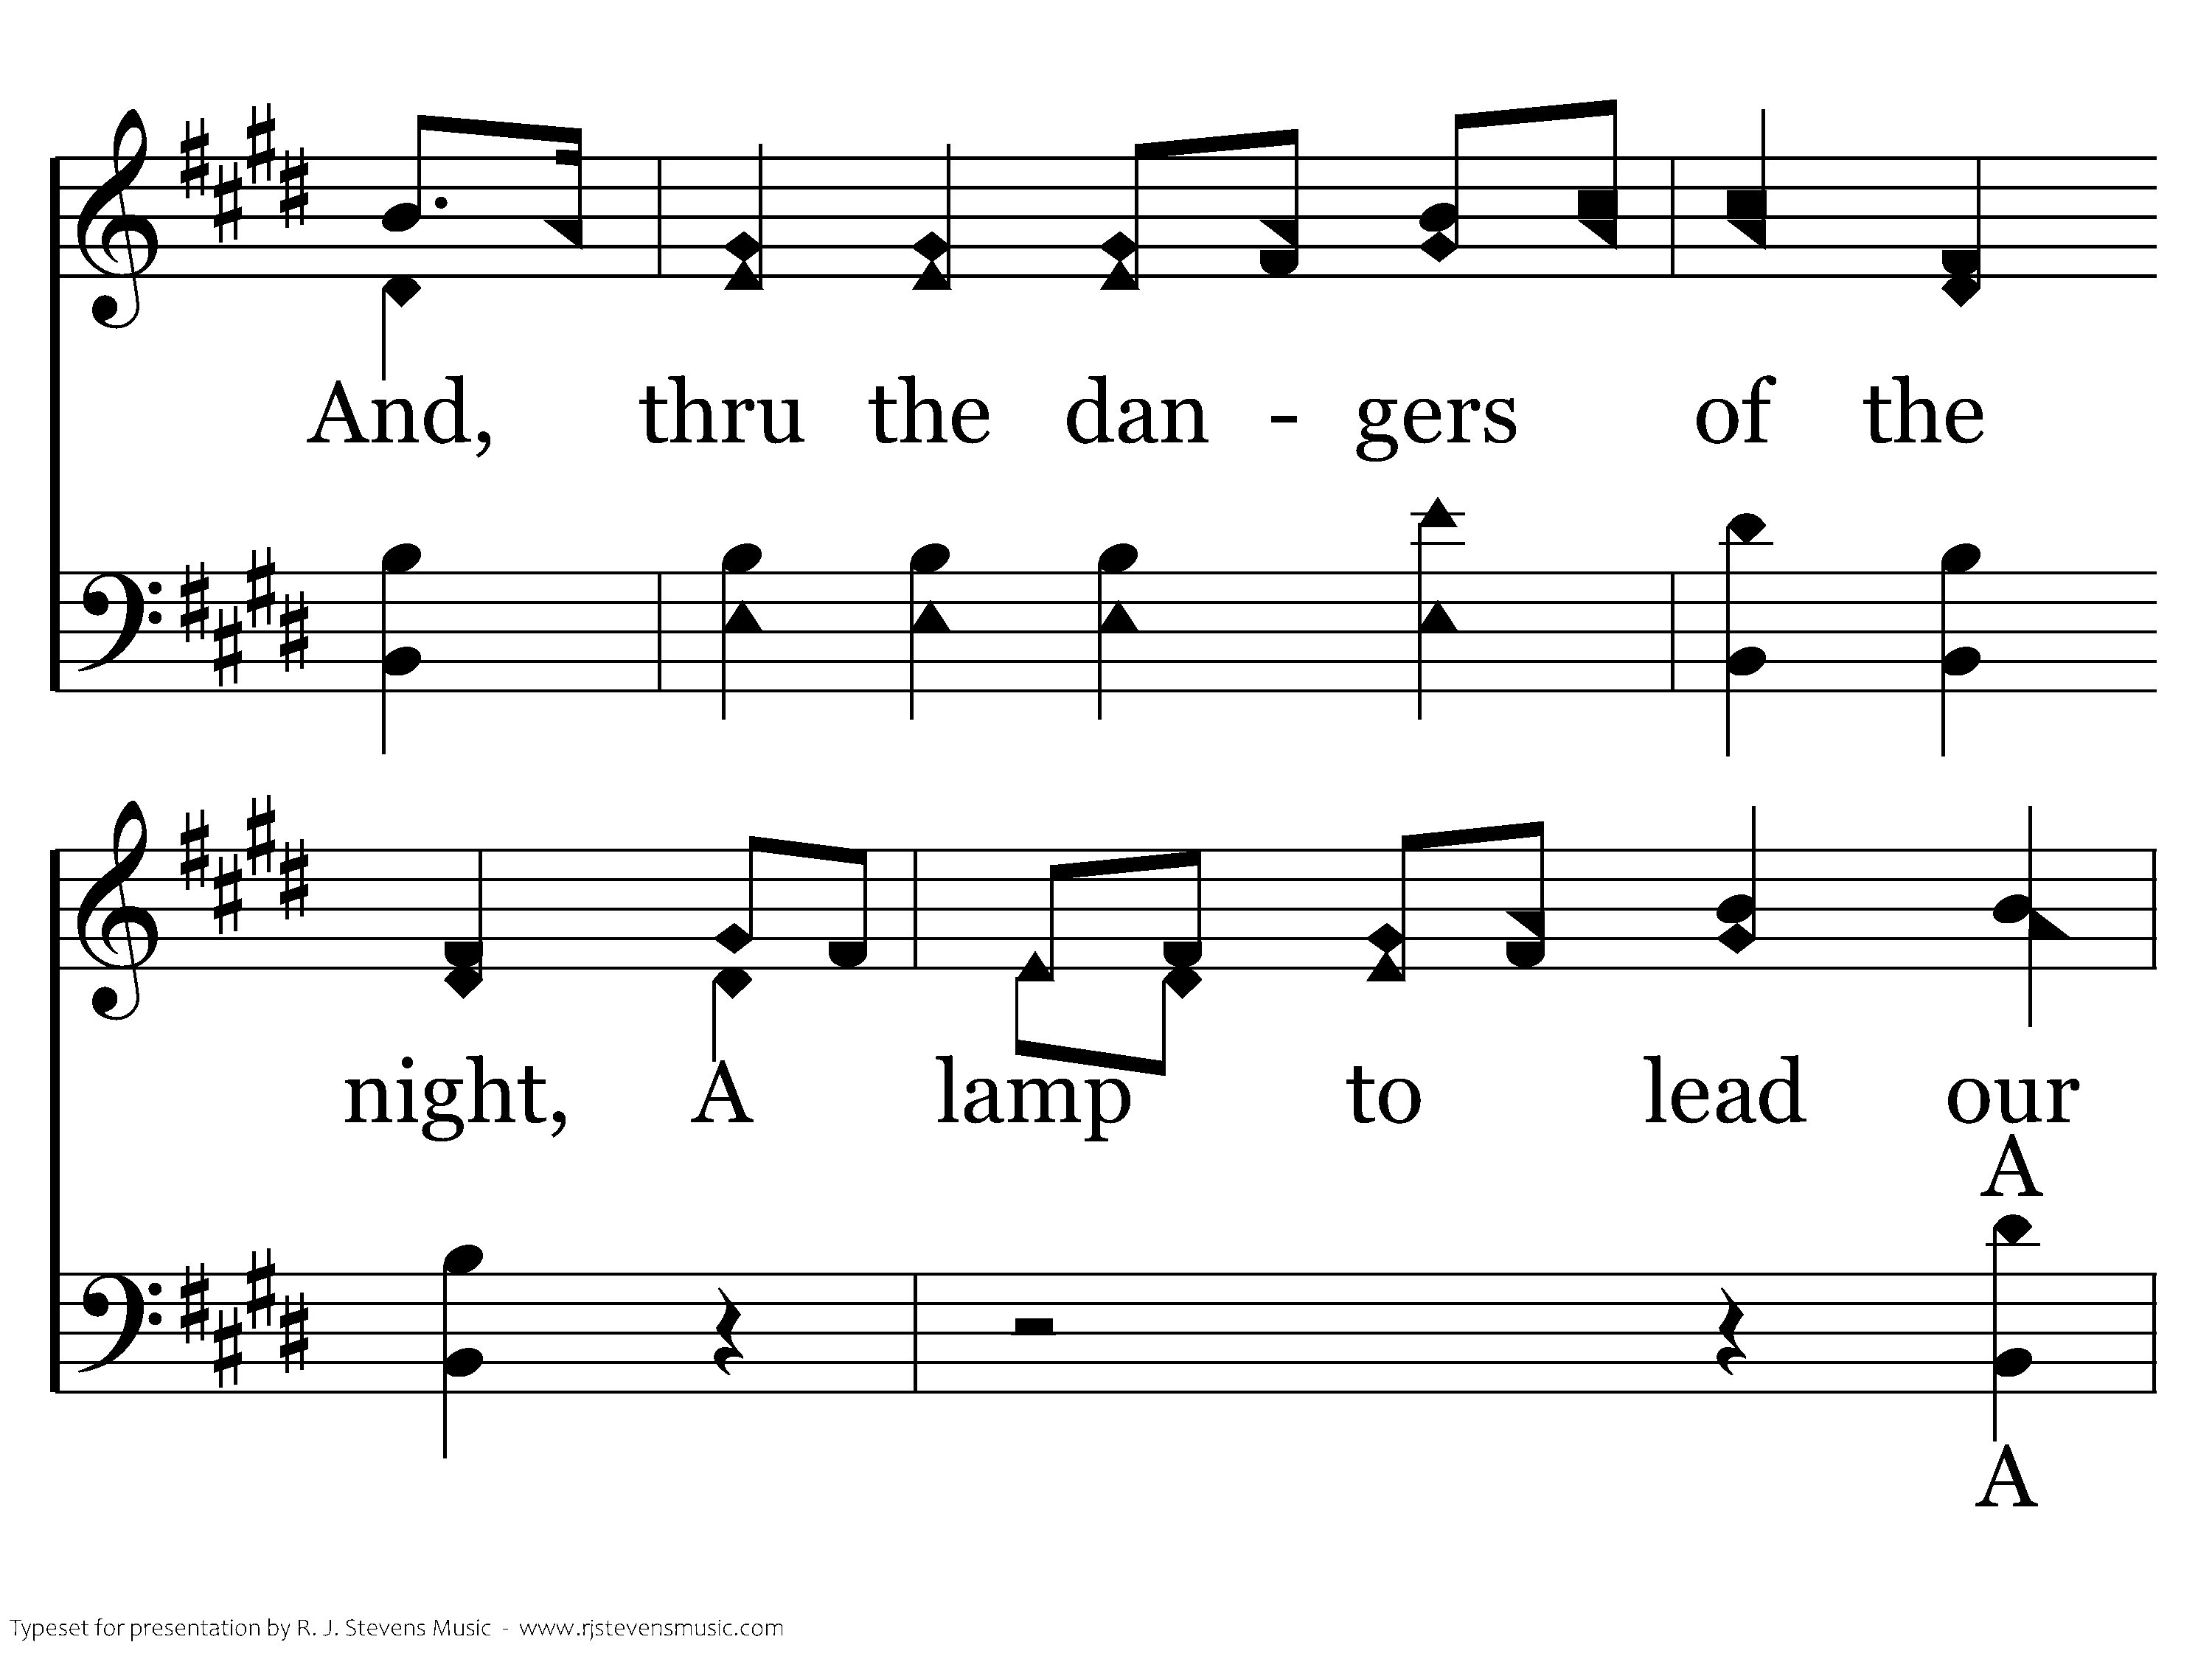 And, thru the dan - gers of the
night, A lamp to lead our
A
A
Typeset for presentation by R. J. Stevens Music - www.rjstevensmusic.com